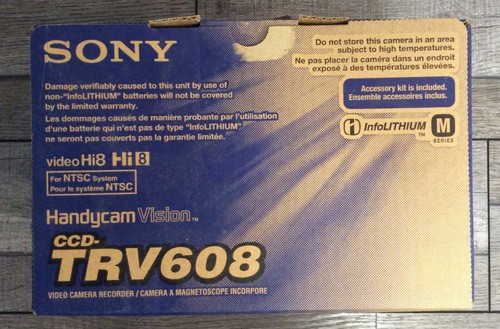 SONY
Do not store this camera in an area
subject to high temperatures.
Ne pas placer la caméra dans un endroit
exposé à des températures élevées.
Damage verifiably caused to this unit by use of
non-"InfoLITHIUM" batteries will not be covered
by the limited warranty.
Les dommages causés de manière probante par l'utilisation
d'une batterie qui n'est pas de type "InfoLITHIUM"
ne seront pas couverts pas la garantie limitée.
Accessory kit is included.
Ensemble accessoires inclus.
i InfoLITHIUM TM M
SERIES
video Hi8 Hi8
For NTSC System
Pour le système NTSC
Handycam Vision TM
CCD-
TRV608
VIDEO CAMERA RECORDER / CAMERA A MAGNETOSCOPE INCORPORE